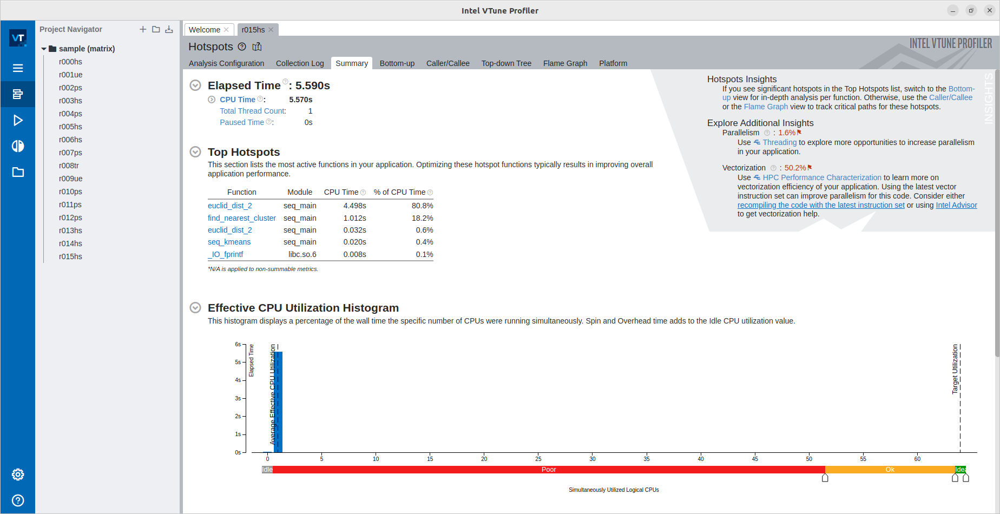 Intel VTune Profiler
VT
Project Navigator
sample (matrix)
r000hs
r001ue
r002ps
r003hs
r004ps
r005hs
r006hs
r007ps
r008tr
r009ue
r010ps
r011ps
r012ps
r013hs
r014hs
r015hs
Welcome
r015hs
Hotspots
INTEL VTUNE PROFILER
Analysis Configuration Collection Log Summary Bottom-up Caller/Callee Top-down Tree Flame Graph Platform
Elapsed Time : 5.590s
CPU Time : 5.570s
Total Thread Count: 1
Paused Time : 0s
Top Hotspots
This section lists the most active functions in your application. Optimizing these hotspot functions typically results in improving overall
application performance.
Function Module CPU Time % of CPU Time
euclid_dist_2 seq_main 4.498s 80.8%
find_nearest_cluster seq_main 1.012s 18.2%
euclid_dist_2 seq_main 0.032s 0.6%
seq_kmeans seq_main 0.020s 0.4%
_IO_fprintf libc.so.6 0.008s 0.1%
*N/A is applied to non-summable metrics.
Hotspots Insights
If you see significant hotspots in the Top Hotspots list, switch to the Bottom-
up view for in-depth analysis per function. Otherwise, use the Caller/Callee
or the Flame Graph view to track critical paths for these hotspots.
Explore Additional Insights
Parallelism : 1.6%
Use Threading to explore more opportunities to increase parallelism
in your application.
Vectorization : 50.2%
Use HPC Performance Characterization to learn more on
vectorization efficiency of your application. Using the latest vector
instruction set can improve parallelism for this code. Consider either
recompiling the code with the latest instruction set or using Intel Advisor
to get vectorization help.
INSIGHTS
Effective CPU Utilization Histogram
This histogram displays a percentage of the wall time the specific number of CPUs were running simultaneously. Spin and Overhead time adds to the Idle CPU utilization value.
6s
5s
4s
3s
2s
1s
0s
Elapsed Time
Average Effective CPU Utilization
Target Utilization
0 5 10 15 20 25 30 35 40 45 50 55 60
Idle Poor Ok Idea
Simultaneously Utilized Logical CPUs